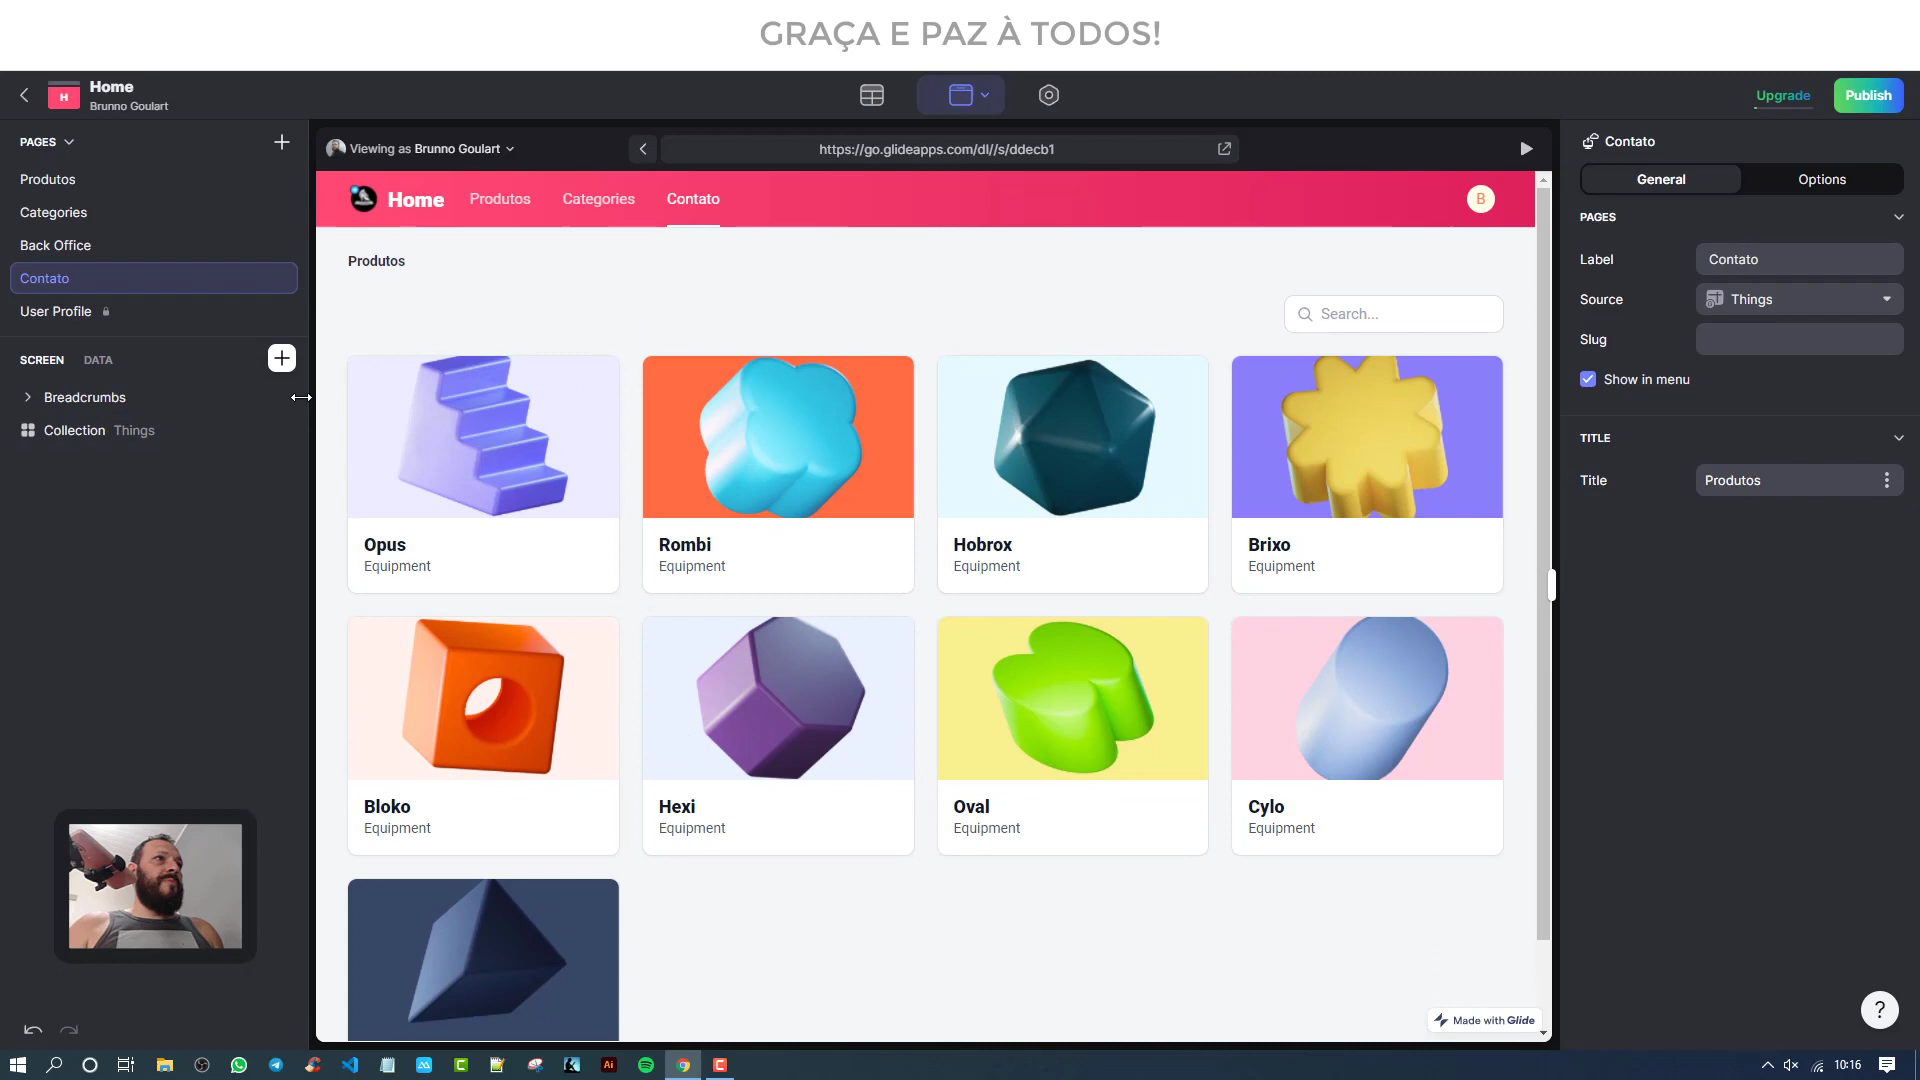 GRAÇA E PAZ À TODOS!
H
Home
Brunno Goulart
Upgrade
Publish
PAGES
Produtos
Categories
Back Office
Contato
User Profile
SCREEN
DATA
Breadcrumbs
Collection Things
Viewing as Brunno Goulart
https://go.glideapps.com/dl//s/ddecb1
Home
Produtos
Categories
Contato
B
Produtos
Search...
Opus
Equipment
Rombi
Equipment
Hobrox
Equipment
Brixo
Equipment
Bloko
Equipment
Hexi
Equipment
Oval
Equipment
Cylo
Equipment
Made with Glide
Contato
General
Options
PAGES
Label
Contato
Source
Things
Slug
Show in menu
TITLE
Title
Produtos
?
Ai
C
C
10:16